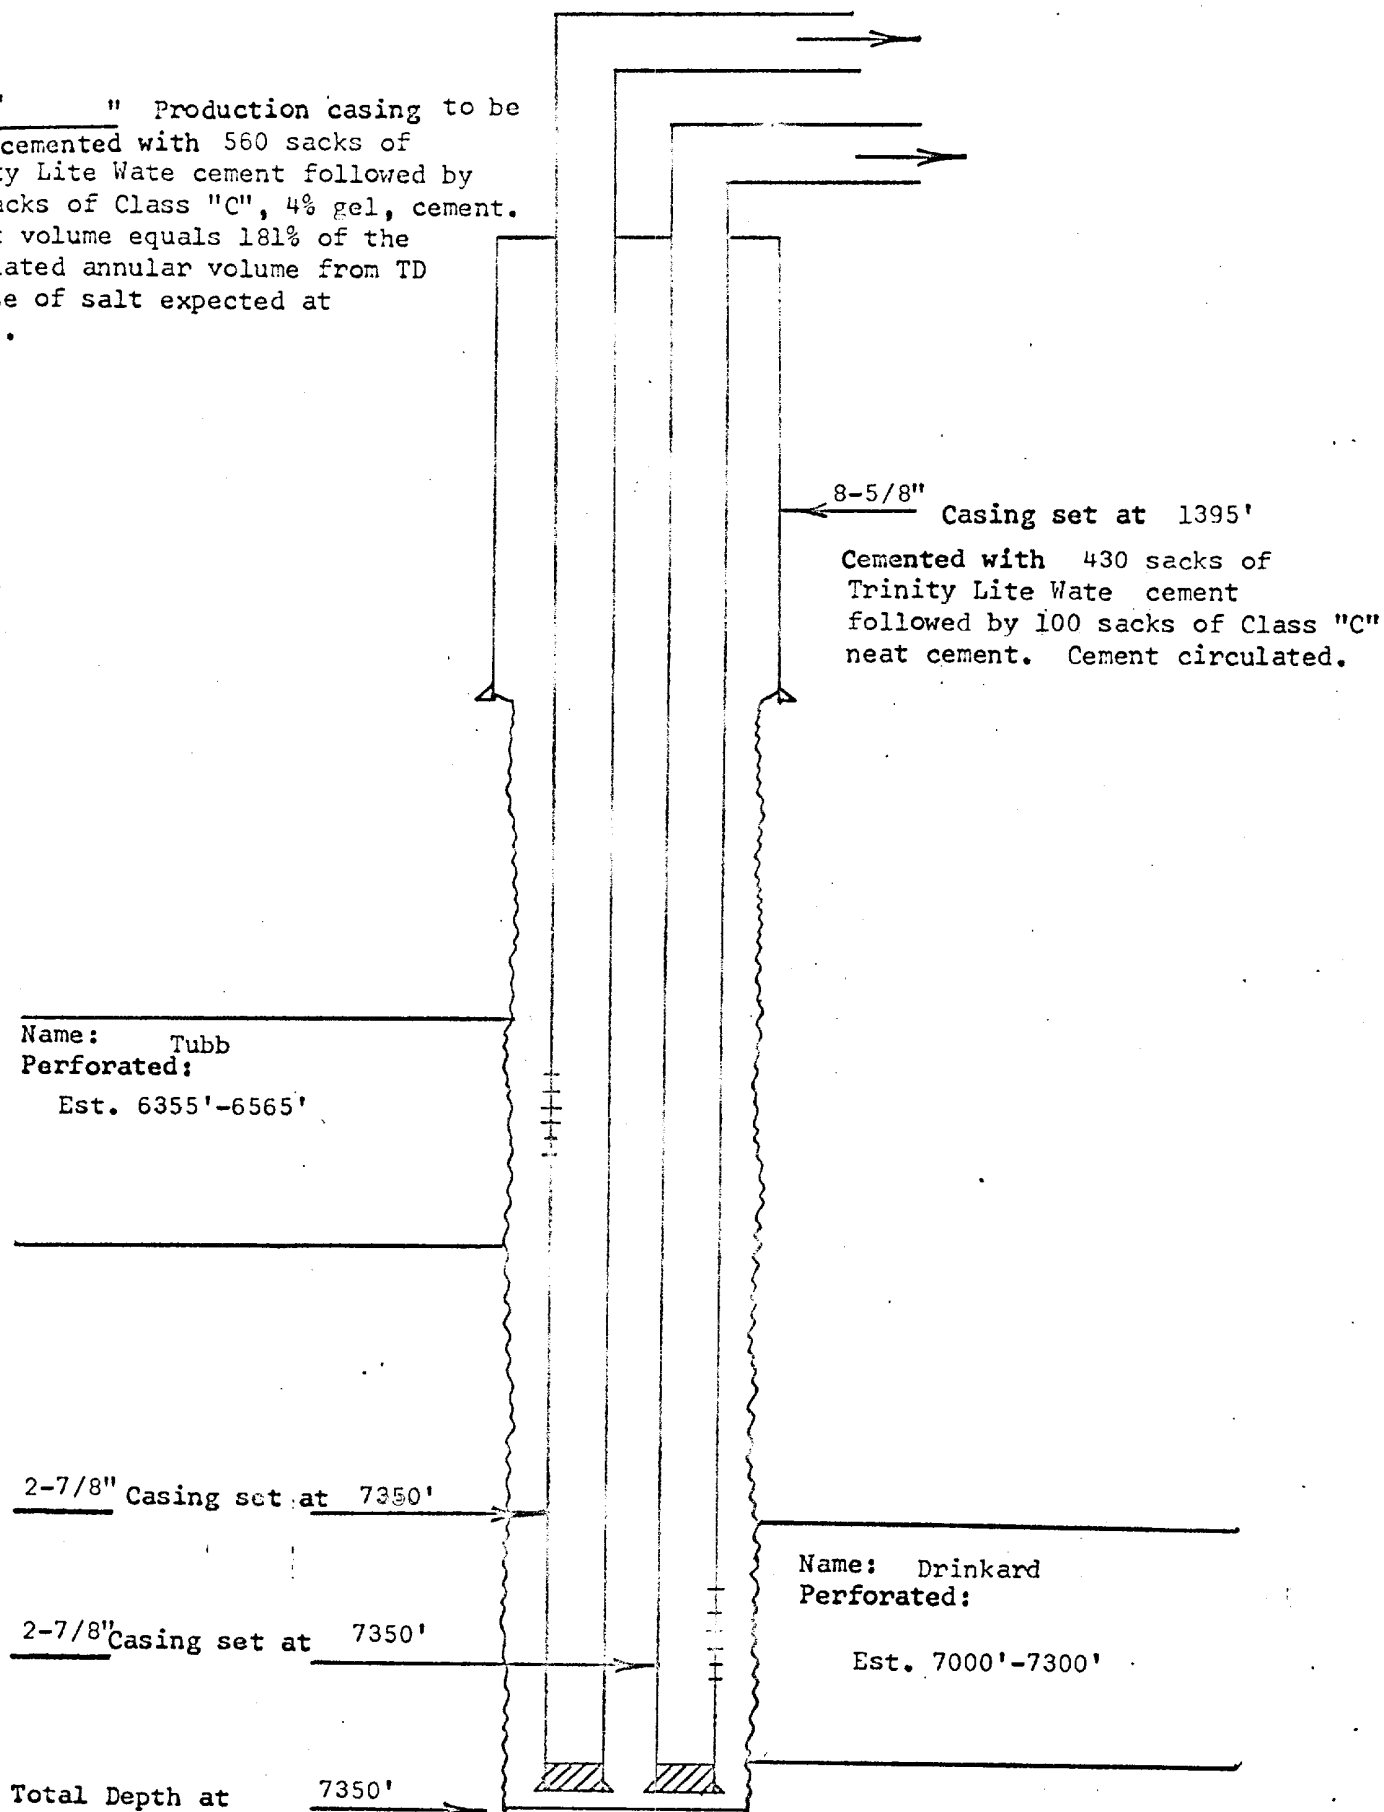 " Production casing to be
cemented with 560 sacks of
ty Lite Wate cement followed by
acks of Class "C", 4% gel, cement.
t volume equals 181% of the
lated annular volume from TD
e of salt expected at
.
8-5/8" Casing set at 1395'
Cemented with 430 sacks of
Trinity Lite Wate cement
followed by 100 sacks of Class "C"
neat cement. Cement circulated.
Name: Tubb
Perforated:
Est. 6355'-6565'
2-7/8" Casing set at 7350'
Name: Drinkard
Perforated:
Est. 7000'-7300'
2-7/8" Casing set at 7350'
Total Depth at 7350'